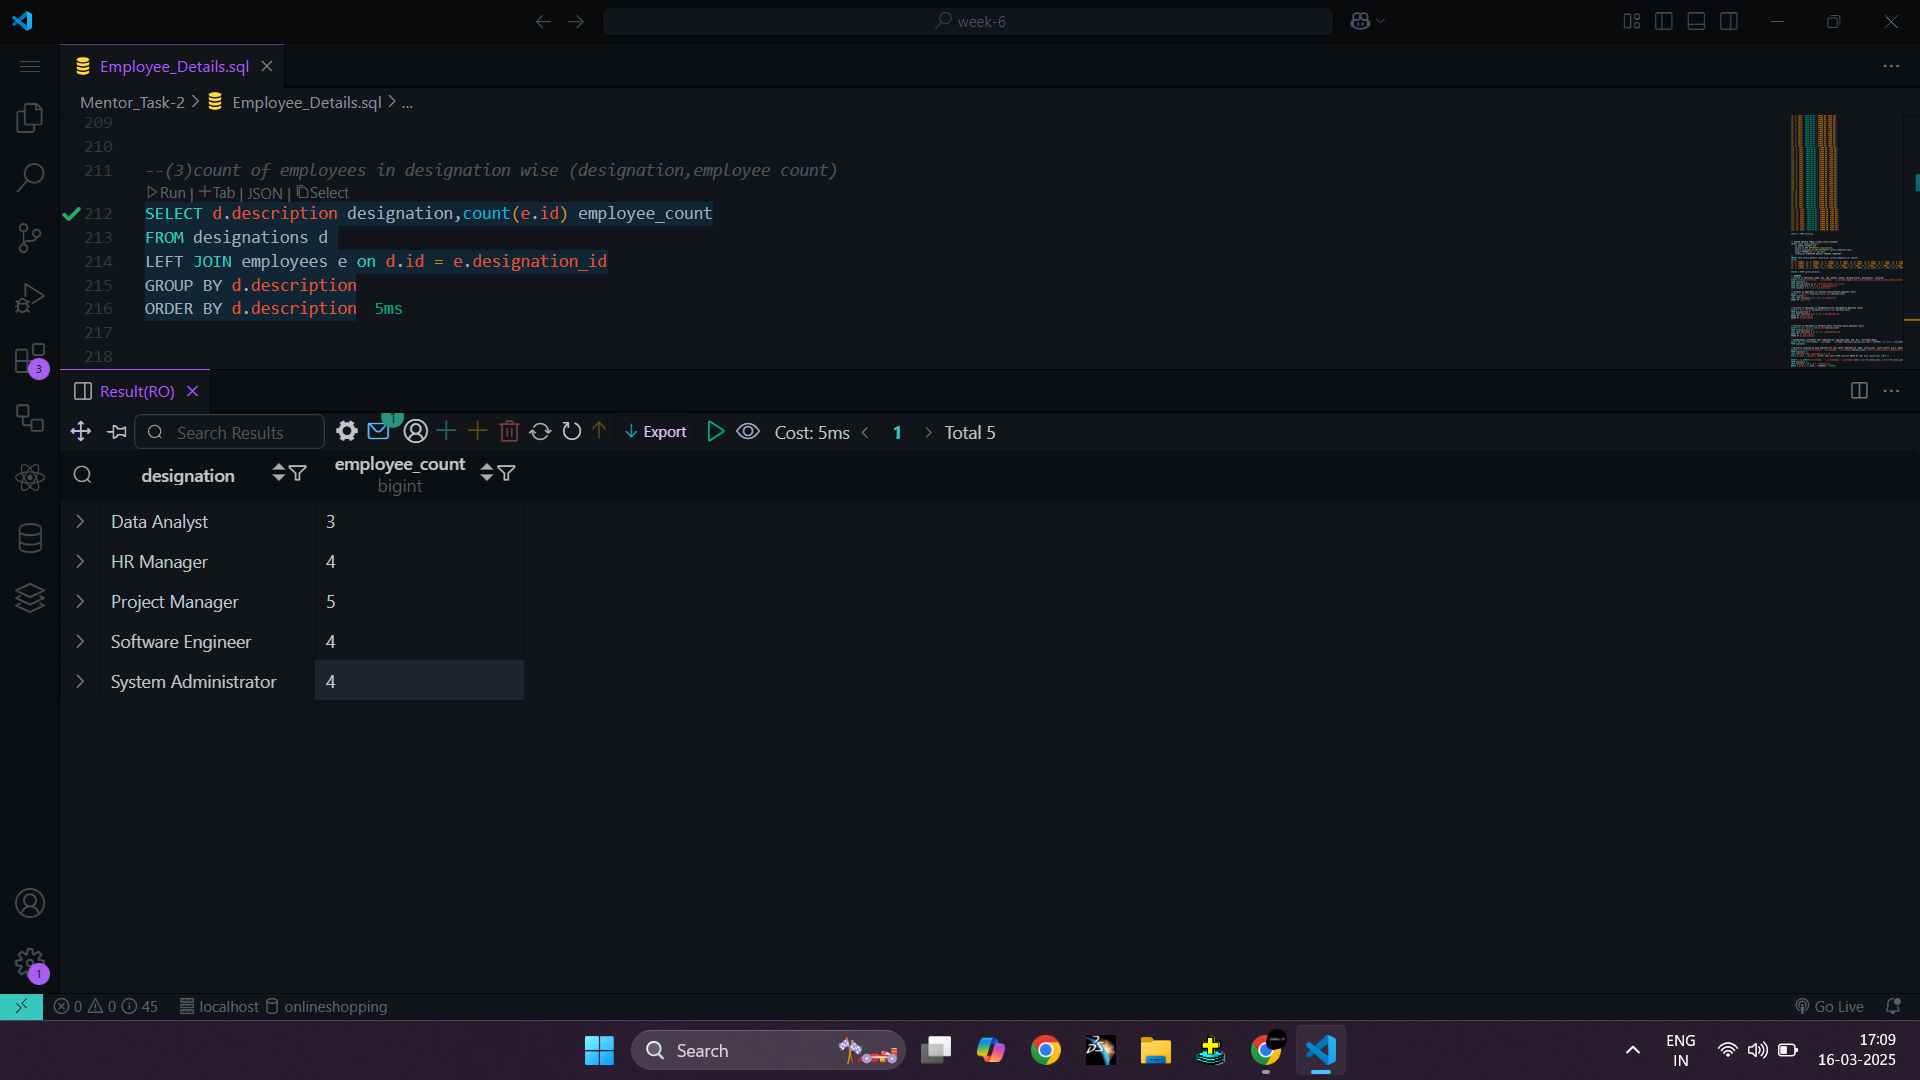 week-6
Employee_Details.sql
Mentor_Task-2 > Employee_Details.sql > ...
209
210
211 --(3)count of employees in designation wise (designation,employee count)
Run | Tab | JSON | Select
212 SELECT d.description designation,count(e.id) employee_count
213 FROM designations d
214 LEFT JOIN employees e on d.id = e.designation_id
215 GROUP BY d.description
216 ORDER BY d.description 5ms
217
218
3
Result(RO)
Search Results
1
Export
Cost: 5ms
1
Total 5
designation employee_count
bigint
Data Analyst 3
HR Manager 4
Project Manager 5
Software Engineer 4
System Administrator 4
1
0 0 45 localhost onlineshopping
Go Live
Search
ENG
IN
17:09
16-03-2025